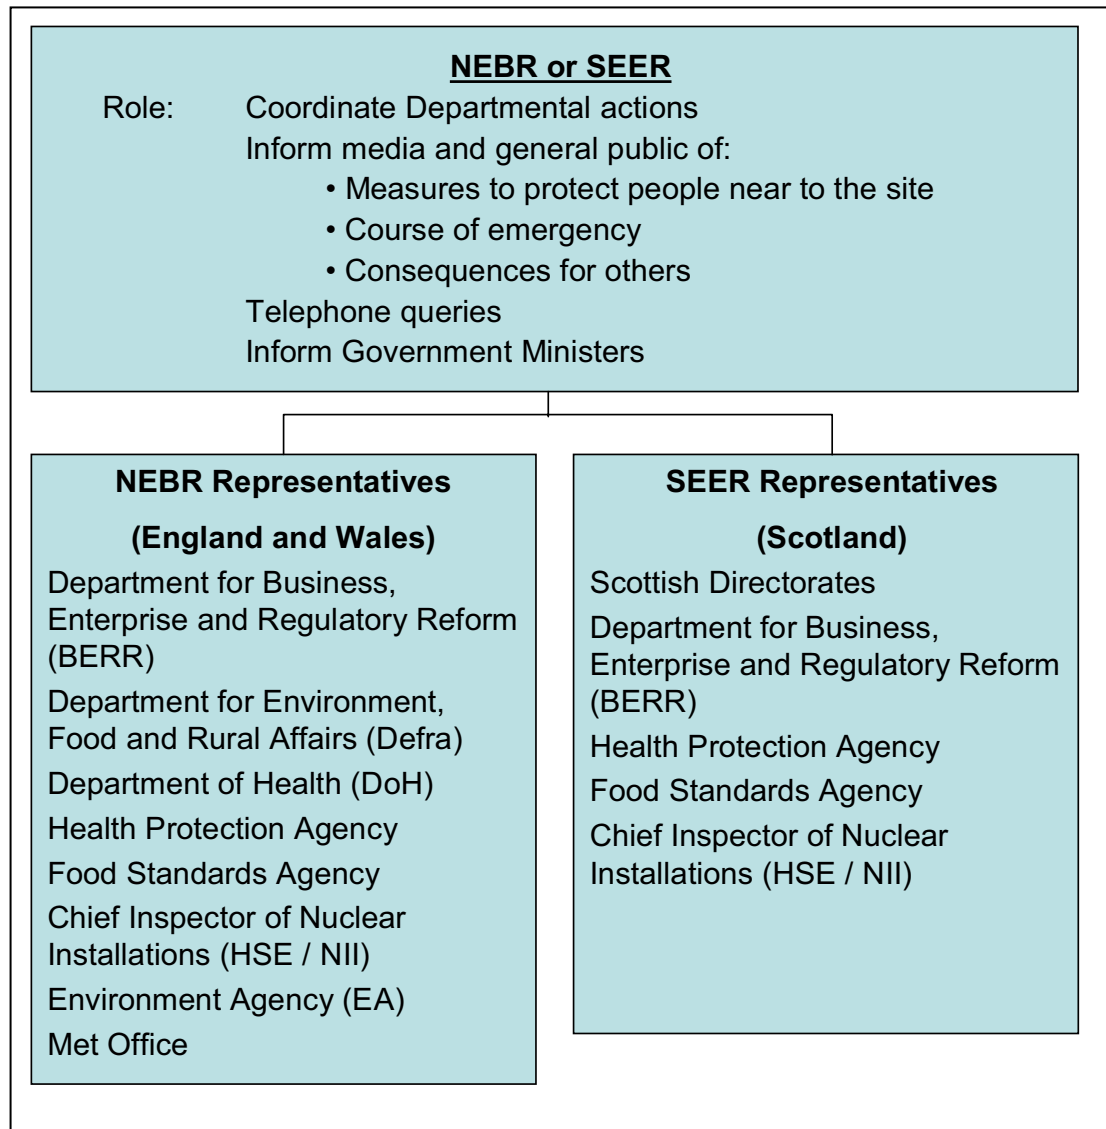 NEBR or SEER
Role: Coordinate Departmental actions
Inform media and general public of:
• Measures to protect people near to the site
• Course of emergency
• Consequences for others
Telephone queries
Inform Government Ministers
NEBR Representatives
(England and Wales)
Department for Business,
Enterprise and Regulatory Reform
(BERR)
Department for Environment,
Food and Rural Affairs (Defra)
Department of Health (DoH)
Health Protection Agency
Food Standards Agency
Chief Inspector of Nuclear
Installations (HSE / NII)
Environment Agency (EA)
Met Office
SEER Representatives
(Scotland)
Scottish Directorates
Department for Business,
Enterprise and Regulatory Reform
(BERR)
Health Protection Agency
Food Standards Agency
Chief Inspector of Nuclear
Installations (HSE / NII)